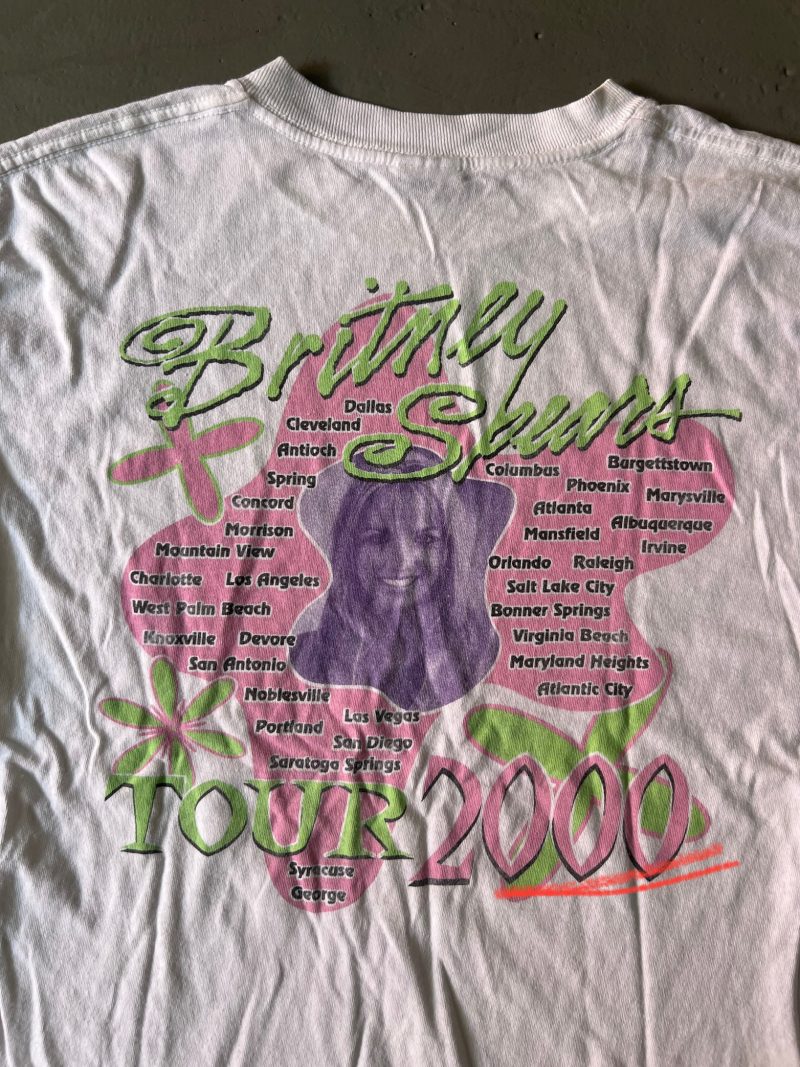 Britney
Spears
Dallas
Cleveland
Antioch
Spring
Concord
Morrison
Mountain View
Charlotte Los Angeles
West Palm Beach
Knoxville Devore
San Antonio
Noblesville
Portland Las Vegas
San Diego
Saratoga Springs
Columbus Burgettstown
Phoenix Marysville
Atlanta Albuquerque
Mansfield Irvine
Orlando Raleigh
Salt Lake City
Bonner Springs
Virginia Beach
Maryland Heights
Atlantic City
TOUR 2000
Syracuse
George